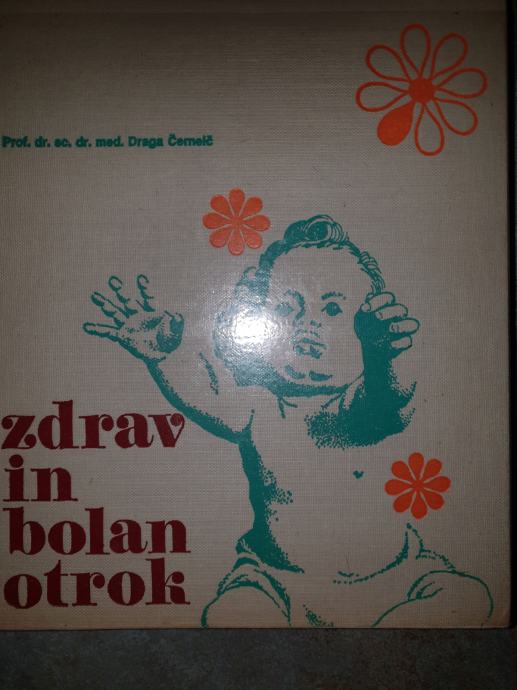 Prof. dr. sc. dr. med. Draga Černelč
zdrav
in
bolan
otrok